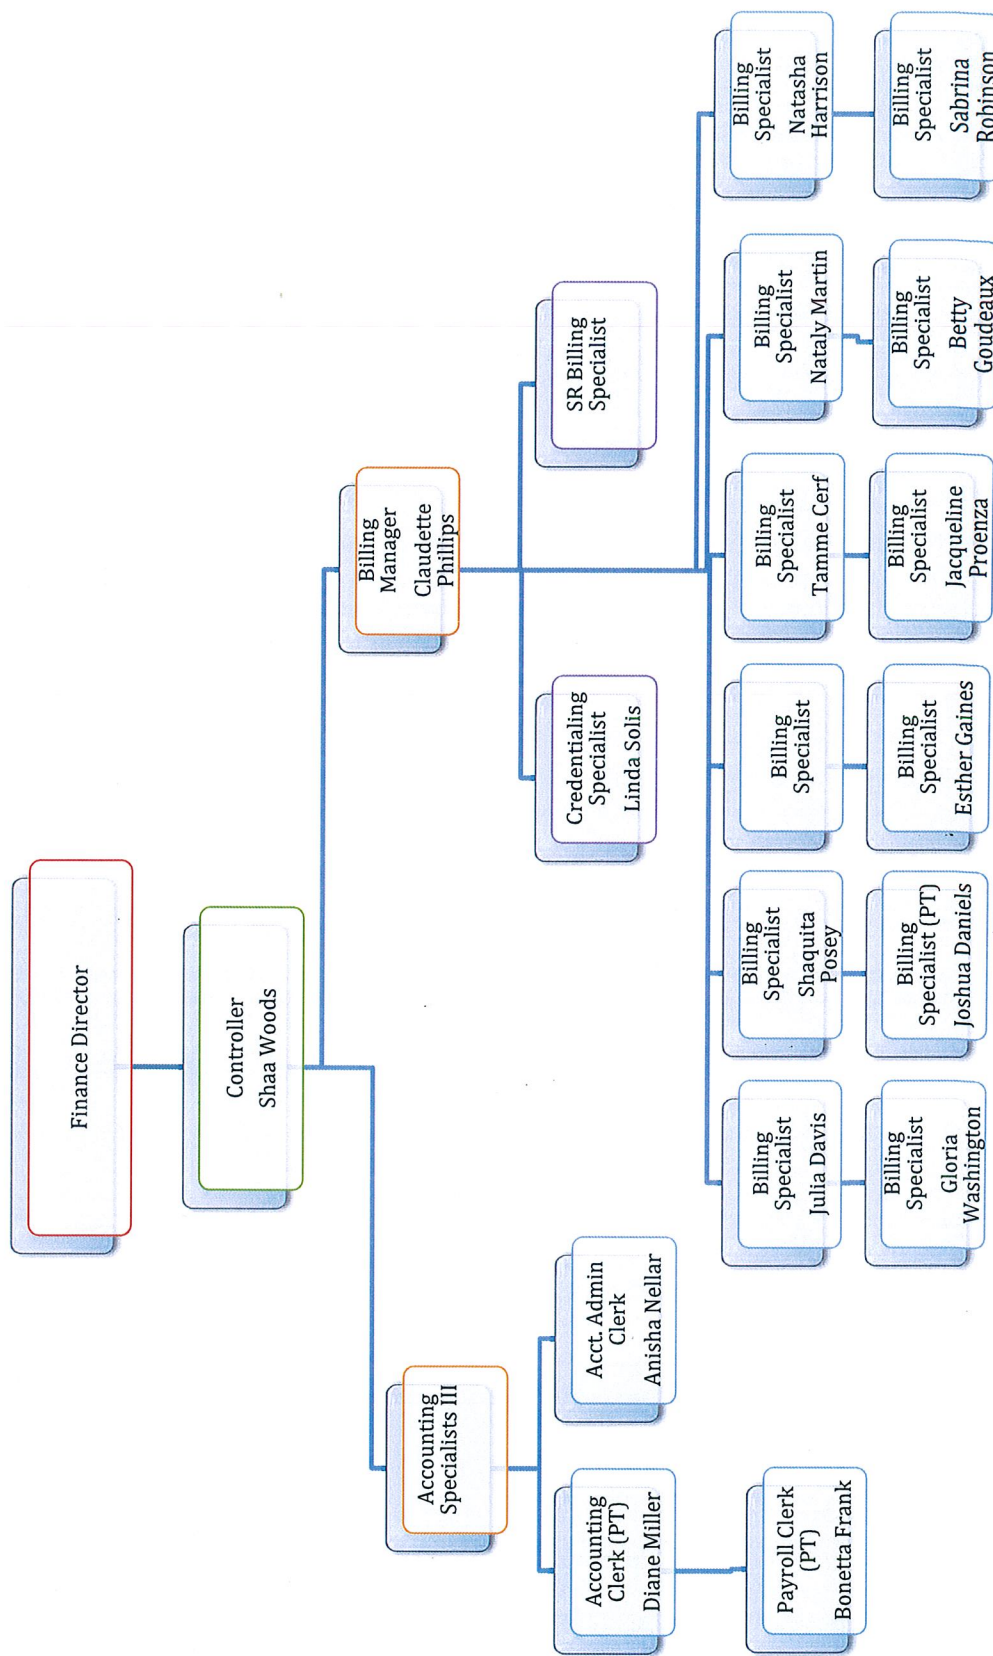 Finance Director
Controller
Shaa Woods
Billing
Manager
Claudette
Phillips
Accounting
Specialists III
Credentialing
Specialist
Linda Solis
SR Billing
Specialist
Accounting
Clerk (PT)
Diane Miller
Acct. Admin
Clerk
Anisha Nellar
Payroll Clerk
(PT)
Bonetta Frank
Billing
Specialist
Julia Davis
Billing
Specialist
Shaquita
Posey
Billing
Specialist
Billing
Specialist
Tamme Cerf
Billing
Specialist
Nataly Martin
Billing
Specialist
Natasha
Harrison
Billing
Specialist
Gloria
Washington
Billing
Specialist (PT)
Joshua Daniels
Billing
Specialist
Esther Gaines
Billing
Specialist
Jacqueline
Proenza
Billing
Specialist
Betty
Goudeaux
Billing
Specialist
Sabrina
Robinson